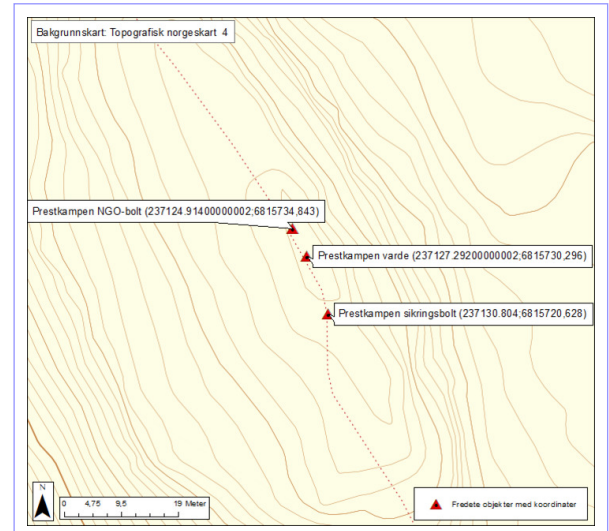 Bakgrunnskart: Topografisk norgeskart 4
Prestkampen NGO-bolt (237124.91400000002;6815734,843)
Prestkampen varde (237127.29200000002;6815730,296)
Prestkampen sikringsbolt (237130.804;6815720,628)
N
0 4,75 9,5 19 Meter
Fredete objekter med koordinater